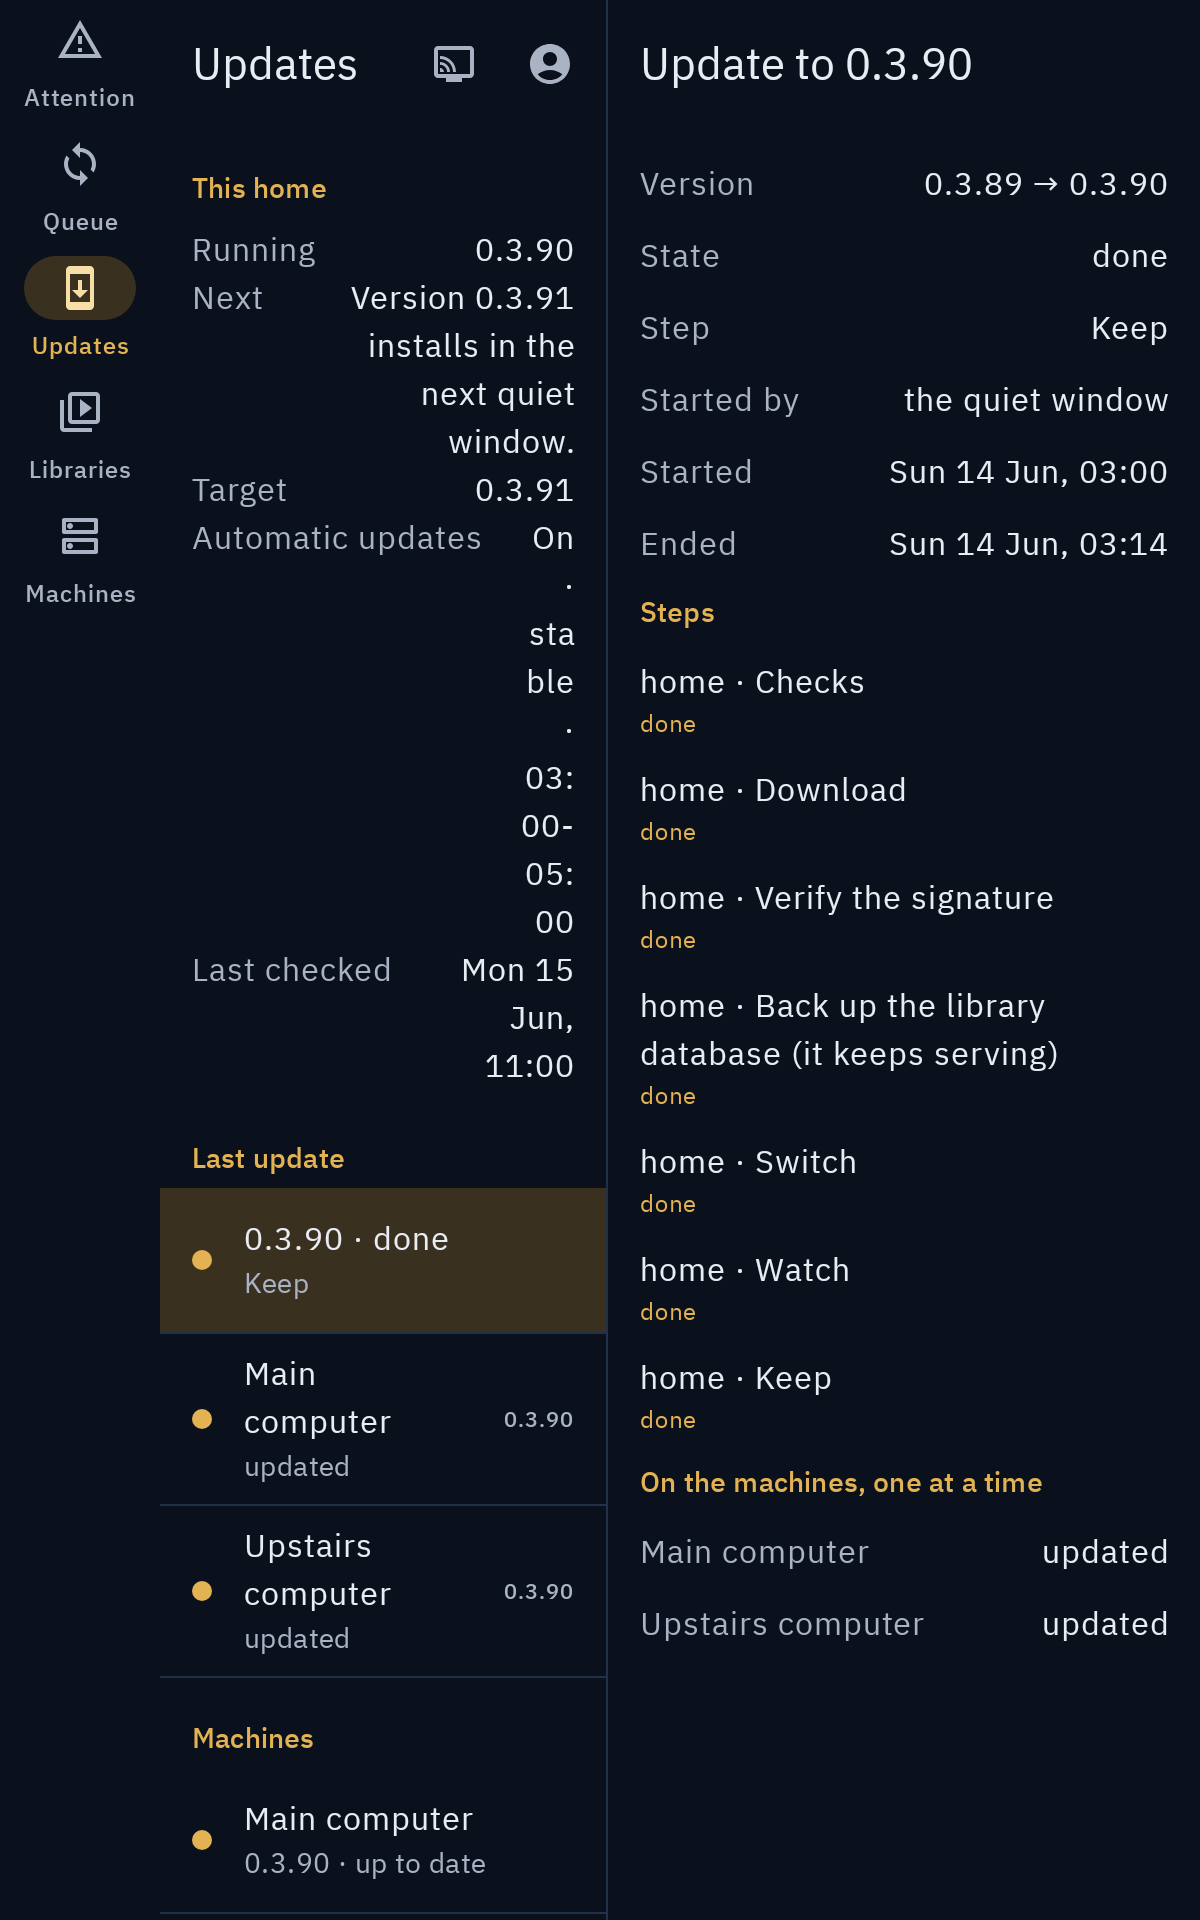 Attention
Queue
Updates
Libraries
Machines
Updates
This home
Running 0.3.90
Next Version 0.3.91
installs in the
next quiet
window.
Target 0.3.91
Automatic updates On
·
sta
ble
·
03:
00-
05:
00
Last checked Mon 15
Jun,
11:00
Last update
0.3.90 · done
Keep
Main
computer 0.3.90
updated
Upstairs
computer 0.3.90
updated
Machines
Main computer
0.3.90 · up to date
Update to 0.3.90
Version 0.3.89 → 0.3.90
State done
Step Keep
Started by the quiet window
Started Sun 14 Jun, 03:00
Ended Sun 14 Jun, 03:14
Steps
home · Checks
done
home · Download
done
home · Verify the signature
done
home · Back up the library
database (it keeps serving)
done
home · Switch
done
home · Watch
done
home · Keep
done
On the machines, one at a time
Main computer updated
Upstairs computer updated